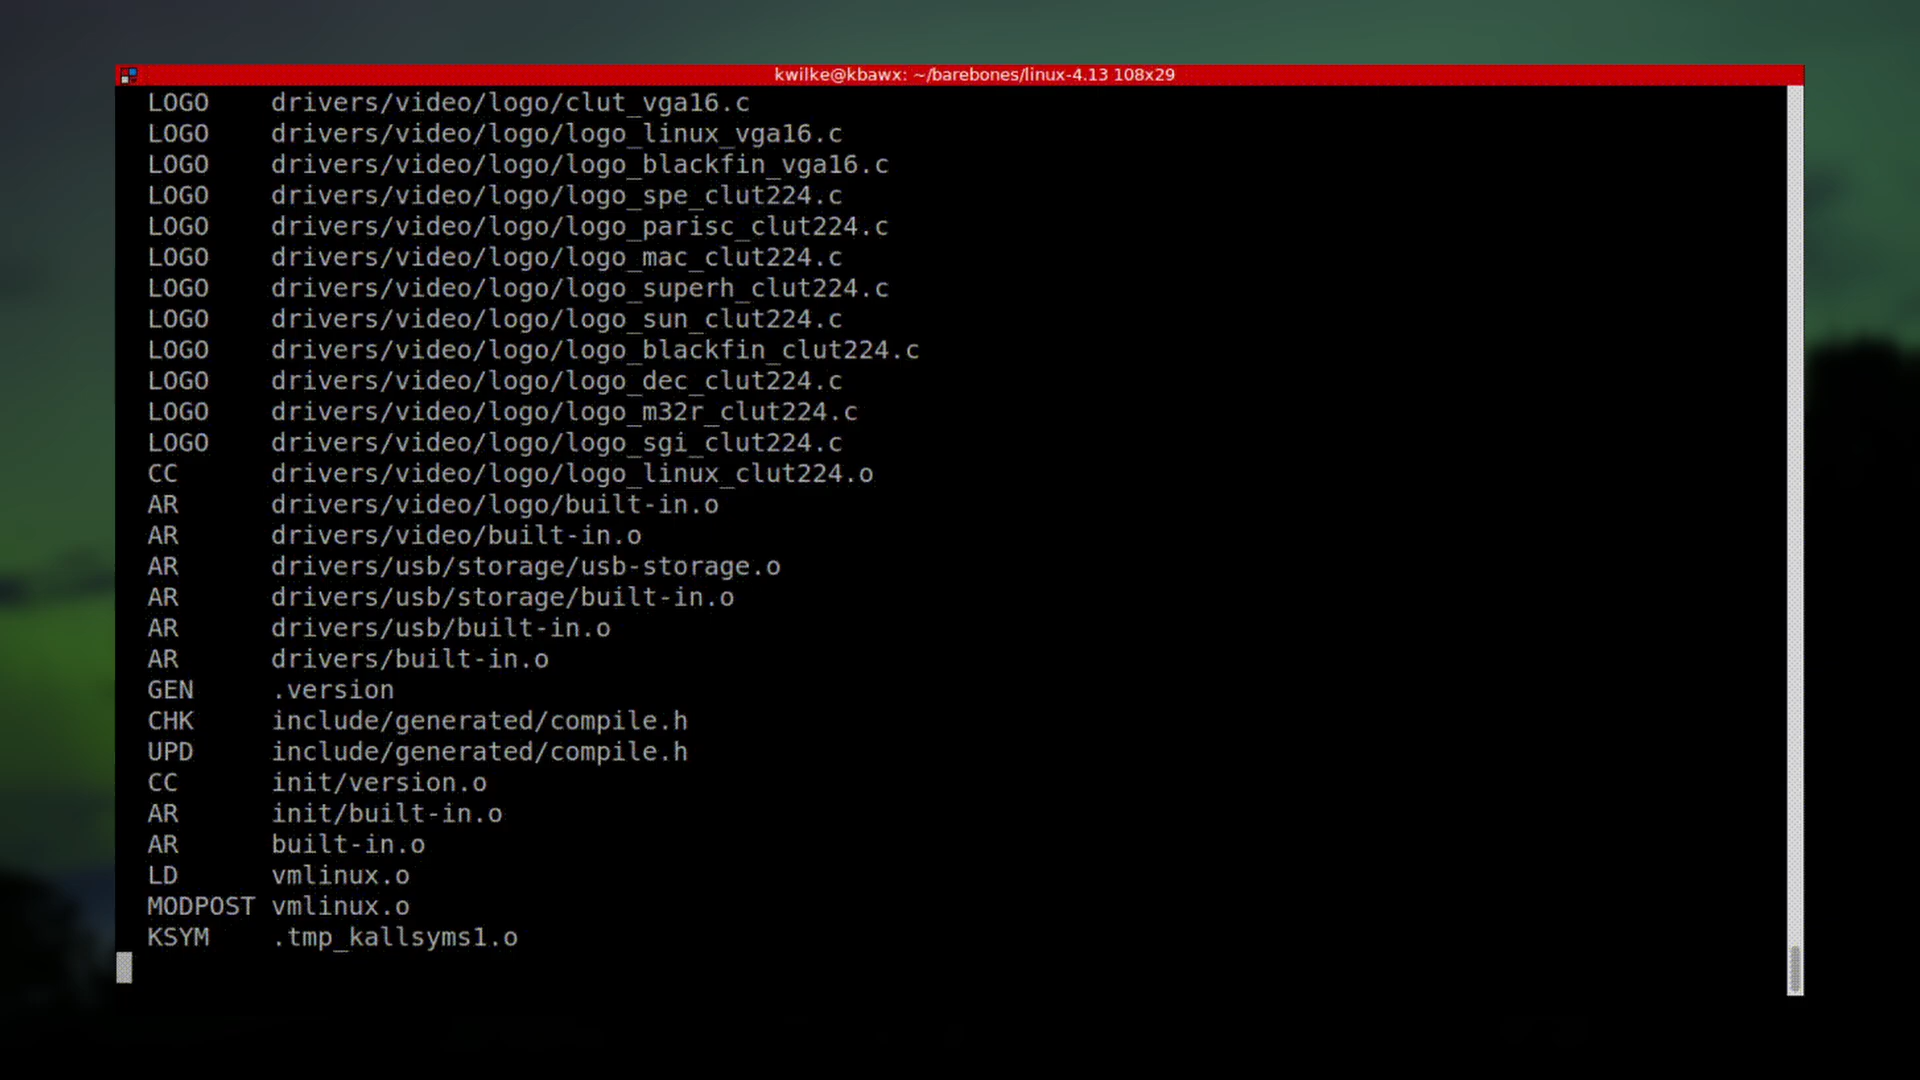 kwilke@kbawx: ~/barebones/linux-4.13 108x29
LOGO    drivers/video/logo/clut_vga16.c
LOGO    drivers/video/logo/logo_linux_vga16.c
LOGO    drivers/video/logo/logo_blackfin_vga16.c
LOGO    drivers/video/logo/logo_spe_clut224.c
LOGO    drivers/video/logo/logo_parisc_clut224.c
LOGO    drivers/video/logo/logo_mac_clut224.c
LOGO    drivers/video/logo/logo_superh_clut224.c
LOGO    drivers/video/logo/logo_sun_clut224.c
LOGO    drivers/video/logo/logo_blackfin_clut224.c
LOGO    drivers/video/logo/logo_dec_clut224.c
LOGO    drivers/video/logo/logo_m32r_clut224.c
LOGO    drivers/video/logo/logo_sgi_clut224.c
CC      drivers/video/logo/logo_linux_clut224.o
AR      drivers/video/logo/built-in.o
AR      drivers/video/built-in.o
AR      drivers/usb/storage/usb-storage.o
AR      drivers/usb/storage/built-in.o
AR      drivers/usb/built-in.o
AR      drivers/built-in.o
GEN     .version
CHK     include/generated/compile.h
UPD     include/generated/compile.h
CC      init/version.o
AR      init/built-in.o
AR      built-in.o
LD      vmlinux.o
MODPOST vmlinux.o
KSYM    .tmp_kallsyms1.o